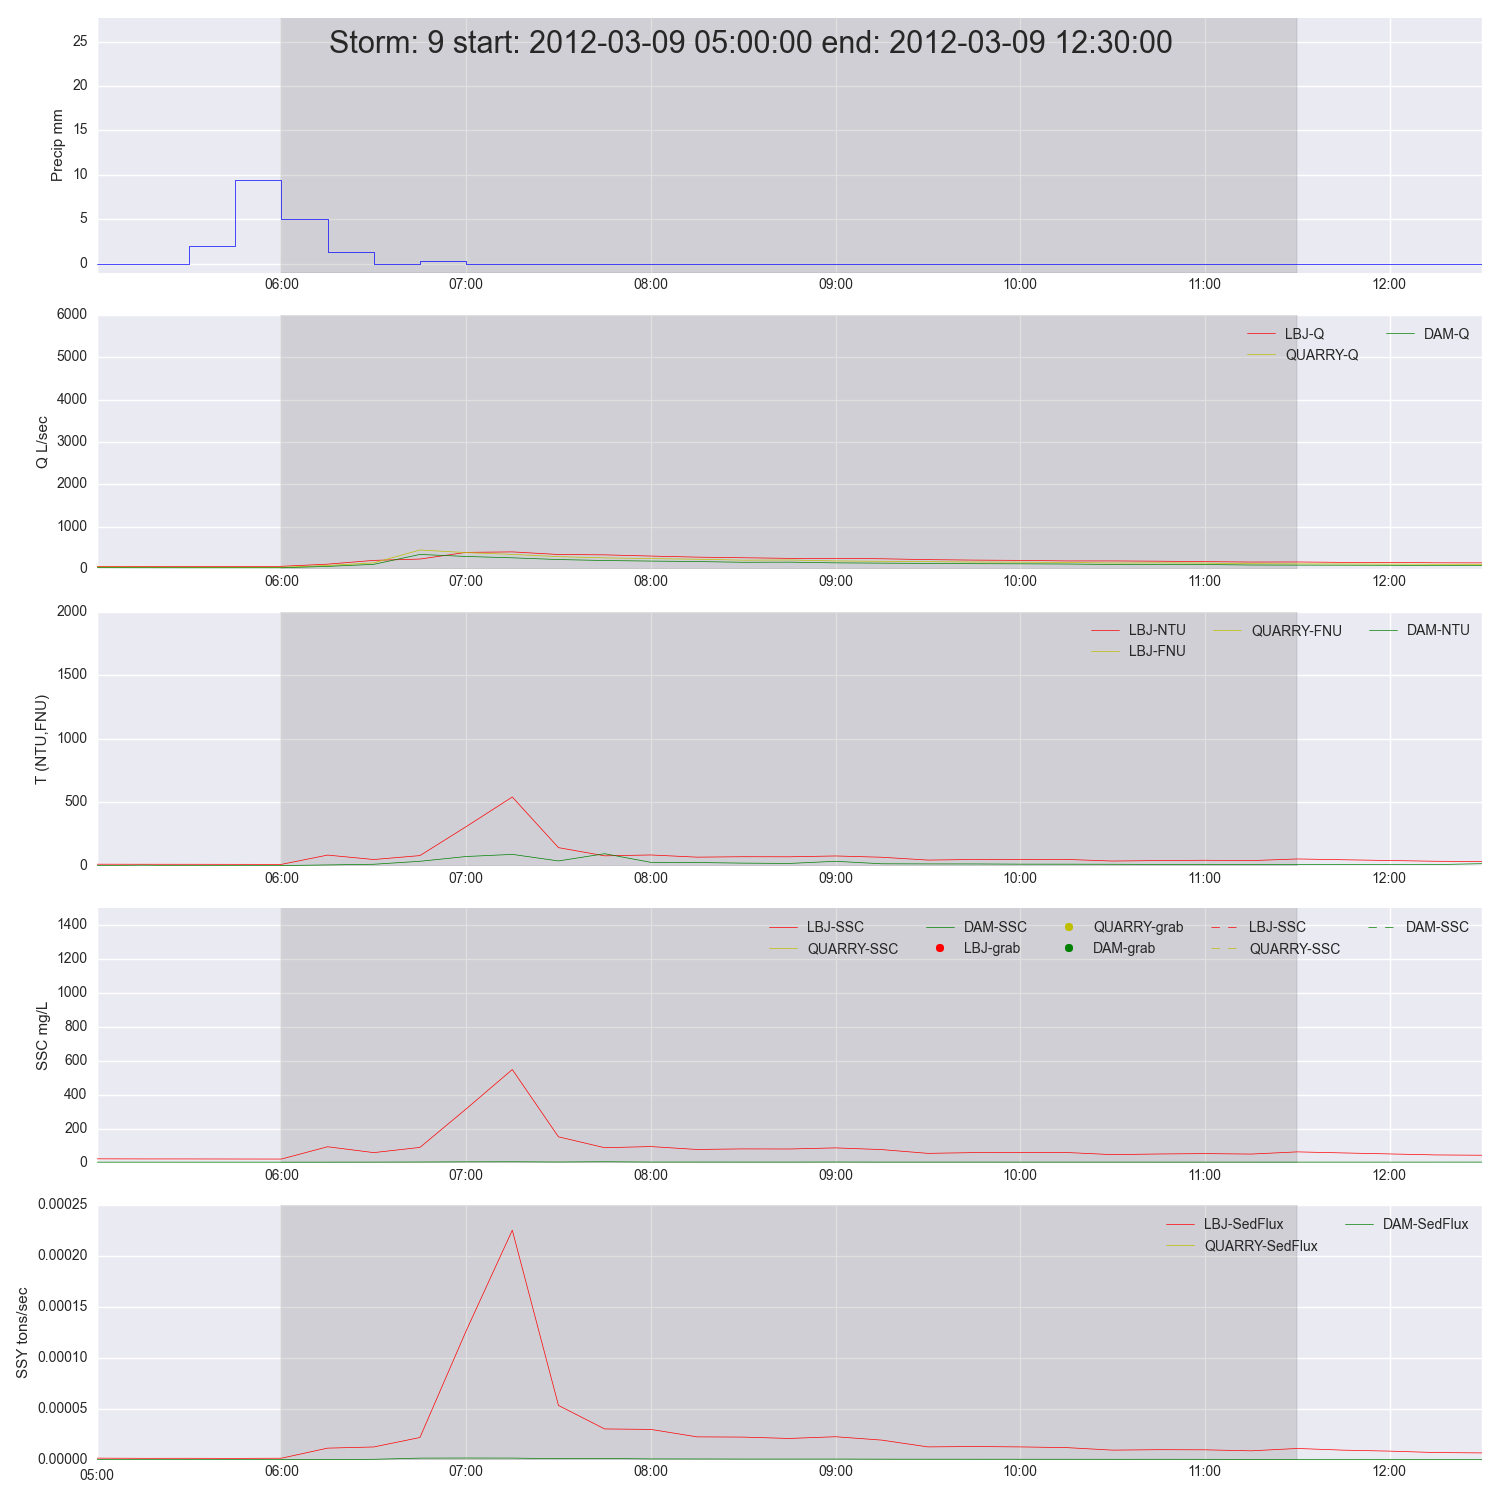 Storm: 9 start: 2012-03-09 05:00:00 end: 2012-03-09 12:30:00
Precip mm
25
20
15
10
5
0
06:00 07:00 08:00 09:00 10:00 11:00 12:00
Q L/sec
6000
5000
4000
3000
2000
1000
0
LBJ-Q DAM-Q
QUARRY-Q
06:00 07:00 08:00 09:00 10:00 11:00 12:00
T (NTU,FNU)
2000
1500
1000
500
0
LBJ-NTU QUARRY-FNU DAM-NTU
LBJ-FNU
06:00 07:00 08:00 09:00 10:00 11:00 12:00
SSC mg/L
1400
1200
1000
800
600
400
200
0
LBJ-SSC DAM-SSC QUARRY-grab LBJ-SSC DAM-SSC
QUARRY-SSC LBJ-grab DAM-grab QUARRY-SSC
06:00 07:00 08:00 09:00 10:00 11:00 12:00
SSY tons/sec
0.00025
0.00020
0.00015
0.00010
0.00005
0.00000
LBJ-SedFlux DAM-SedFlux
QUARRY-SedFlux
05:00 06:00 07:00 08:00 09:00 10:00 11:00 12:00